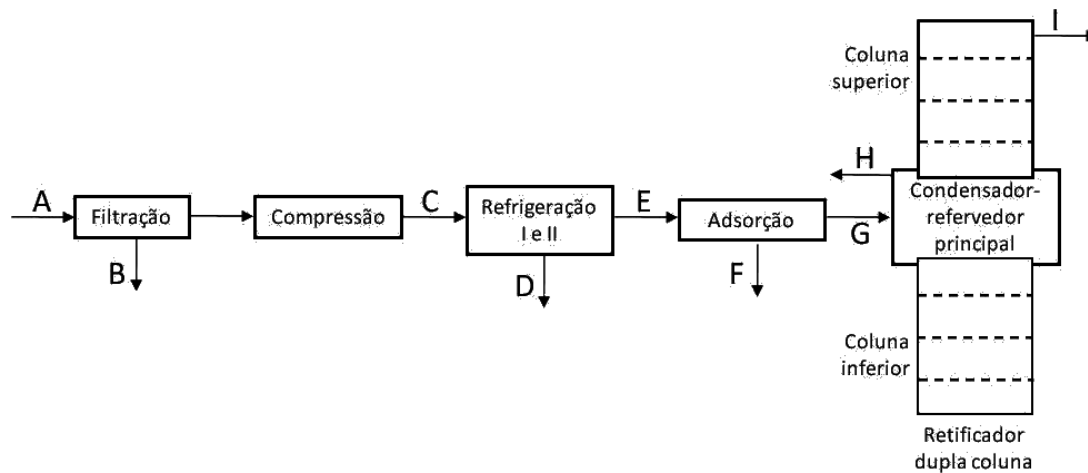 I
Coluna
superior
H
A
Filtração
Compressão
C
Refrigeração
I e II
E
Adsorção
G
Condensador-
refervedor
principal
B
D
F
Coluna
inferior
Retificador
dupla coluna